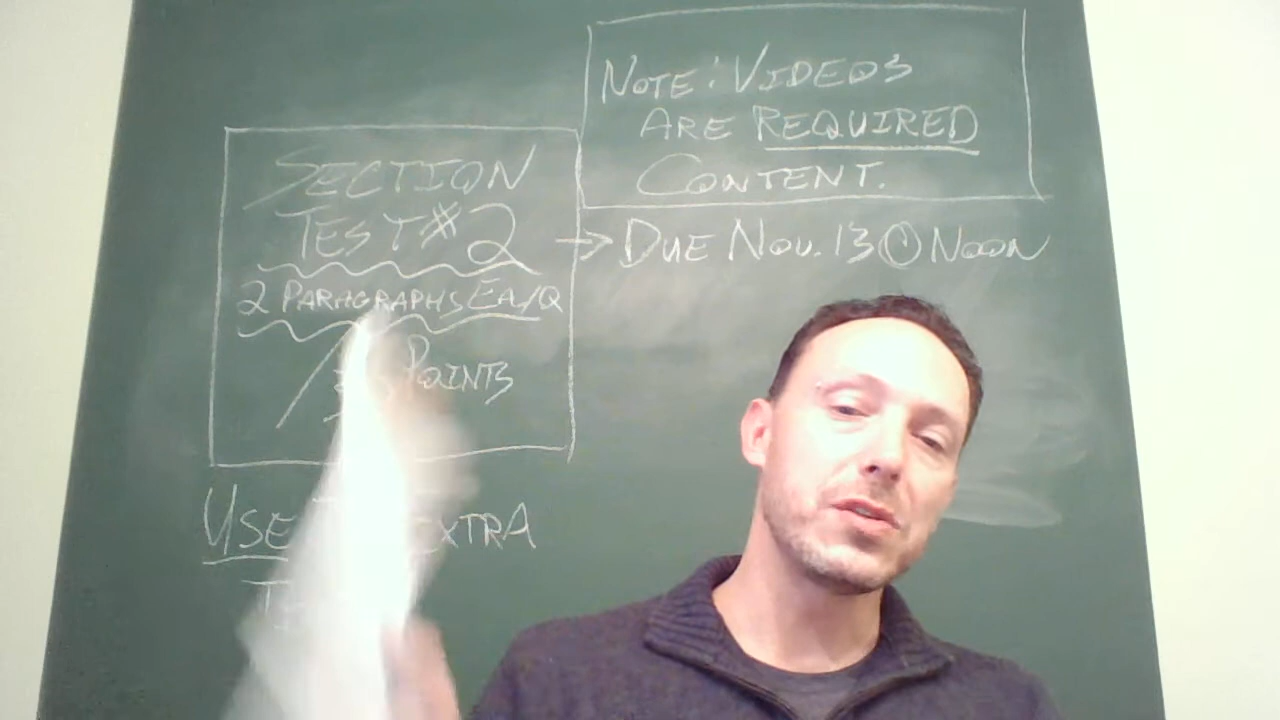 NOTE: VIDEOS
ARE REQUIRED
CONTENT.
SECTION
TEST #2
→ DUE NOV. 13 @ NOON
2 PARAGRAPHS EA/Q
POINTS
USE EXTRA